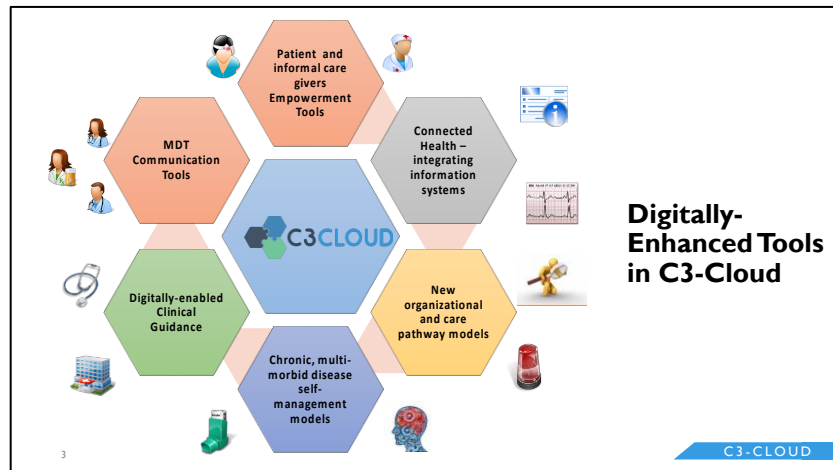 Patient and
informal care
givers
Empowerment
Tools
MDT
Communication
Tools
Connected
Health –
integrating
information
systems
C3CLOUD
Digitally-
Enhanced Tools
in C3-Cloud
Digitally-enabled
Clinical
Guidance
New
organizational
and care
pathway models
Chronic, multi-
morbid disease
self-
management
models
3
C3-CLOUD